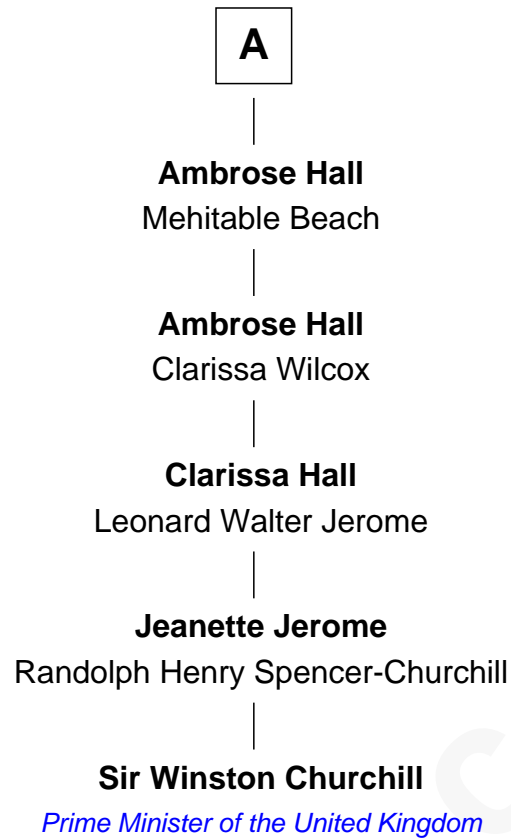 A
Ambrose Hall
Mehitable Beach
Ambrose Hall
Clarissa Wilcox
Clarissa Hall
Leonard Walter Jerome
Jeanette Jerome
Randolph Henry Spencer-Churchill
Sir Winston Churchill
Prime Minister of the United Kingdom